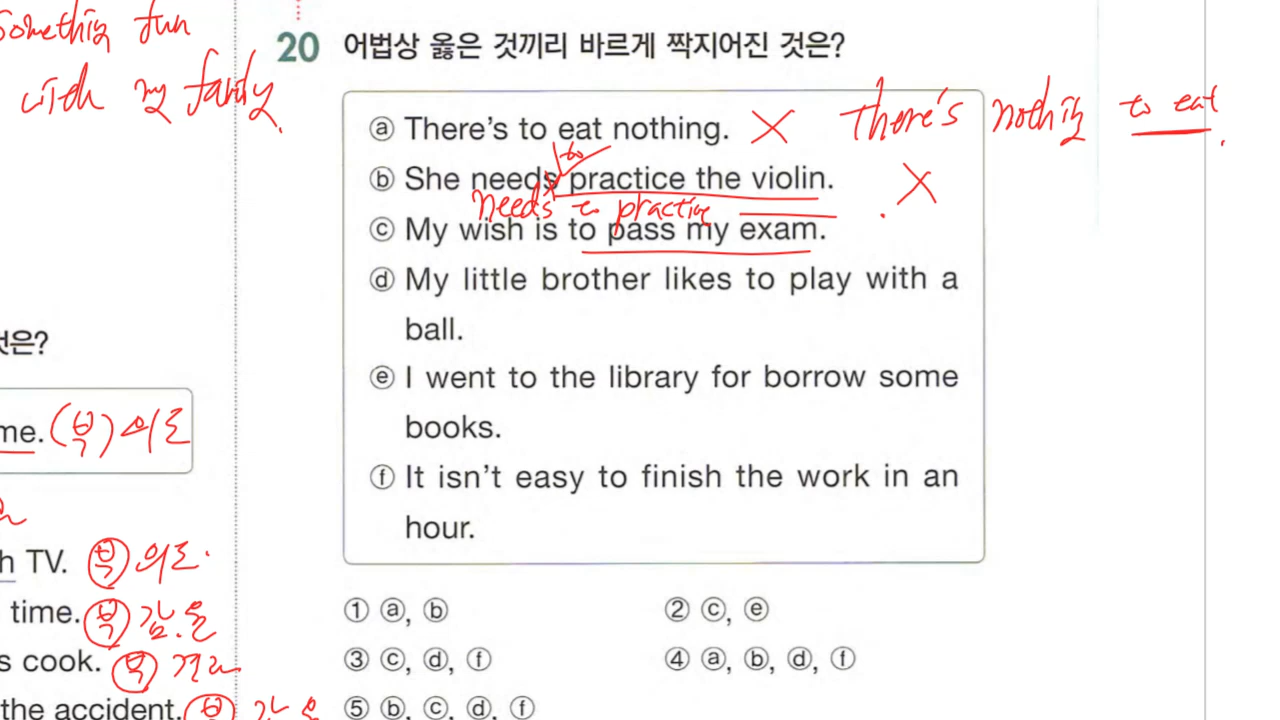 Something fun
with my family.
20 어법상 옳은 것끼리 바르게 짝지어진 것은?
ⓐ There's to eat nothing. X there's nothing to eat.
to
ⓑ She needs practice the violin. X
needs to practice
ⓒ My wish is to pass my exam.
ⓓ My little brother likes to play with a
ball.
것은?
ⓔ I went to the library for borrow some
books.
me. (부) 의도
ⓕ It isn't easy to finish the work in an
hour.
h TV. 부 의도.
① ⓐ, ⓑ
② ⓒ, ⓔ
time. 부
③ ⓒ, ⓓ, ⓕ
④ ⓐ, ⓑ, ⓓ, ⓕ
s cook. 부
⑤ ⓑ, ⓒ, ⓓ, ⓕ
the accident. 부